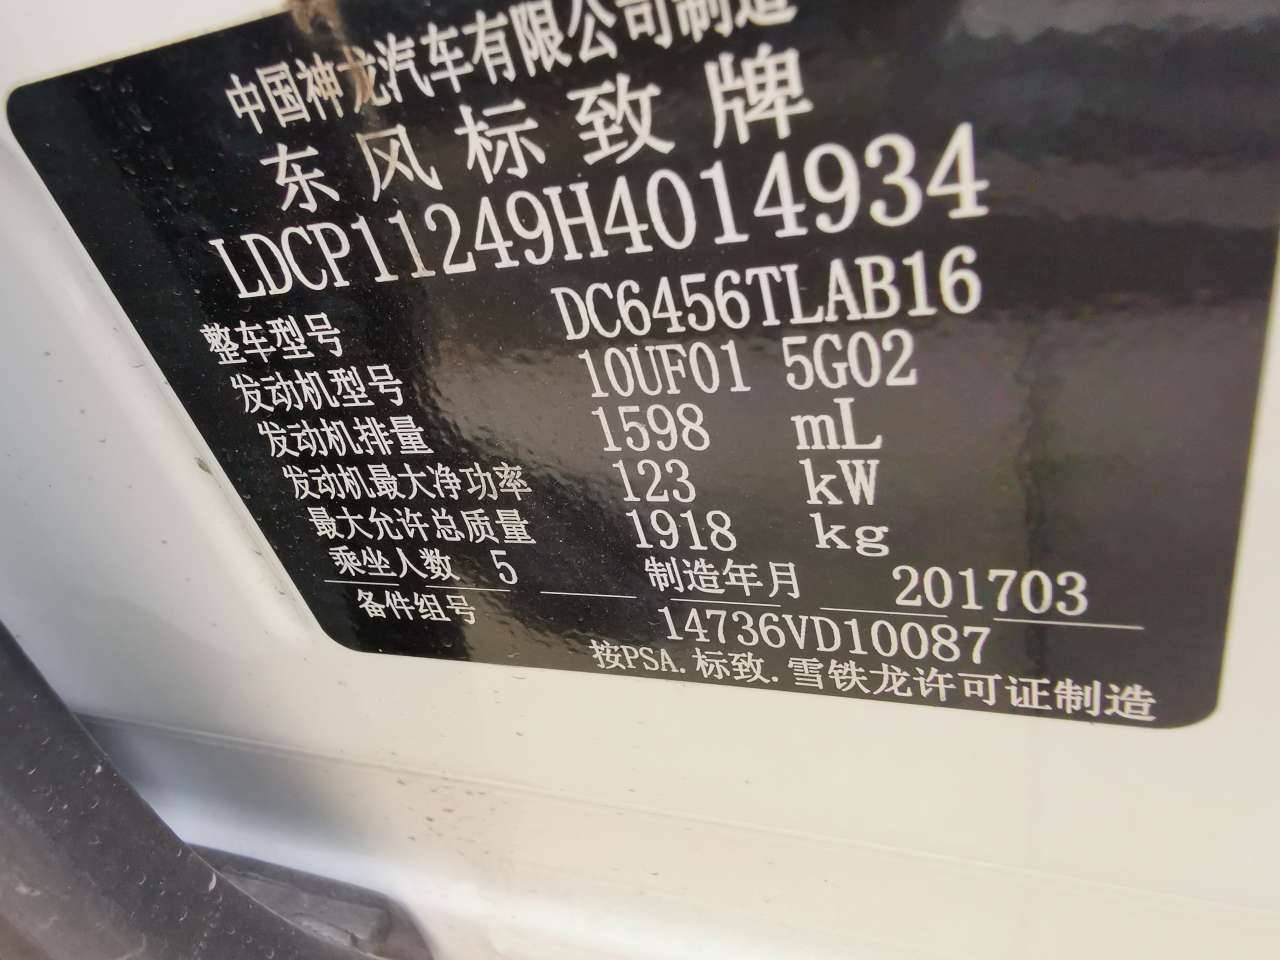 中国神龙汽车有限公司制造
东风标致牌
LDCP11249H4014934
整车型号 DC6456TLAB16
发动机型号 10UF01 5G02
发动机排量 1598 mL
发动机最大净功率 123 kW
最大允许总质量 1918 kg
乘坐人数 5 制造年月 201703
备件组号 14736VD10087
按PSA.标致.雪铁龙许可证制造